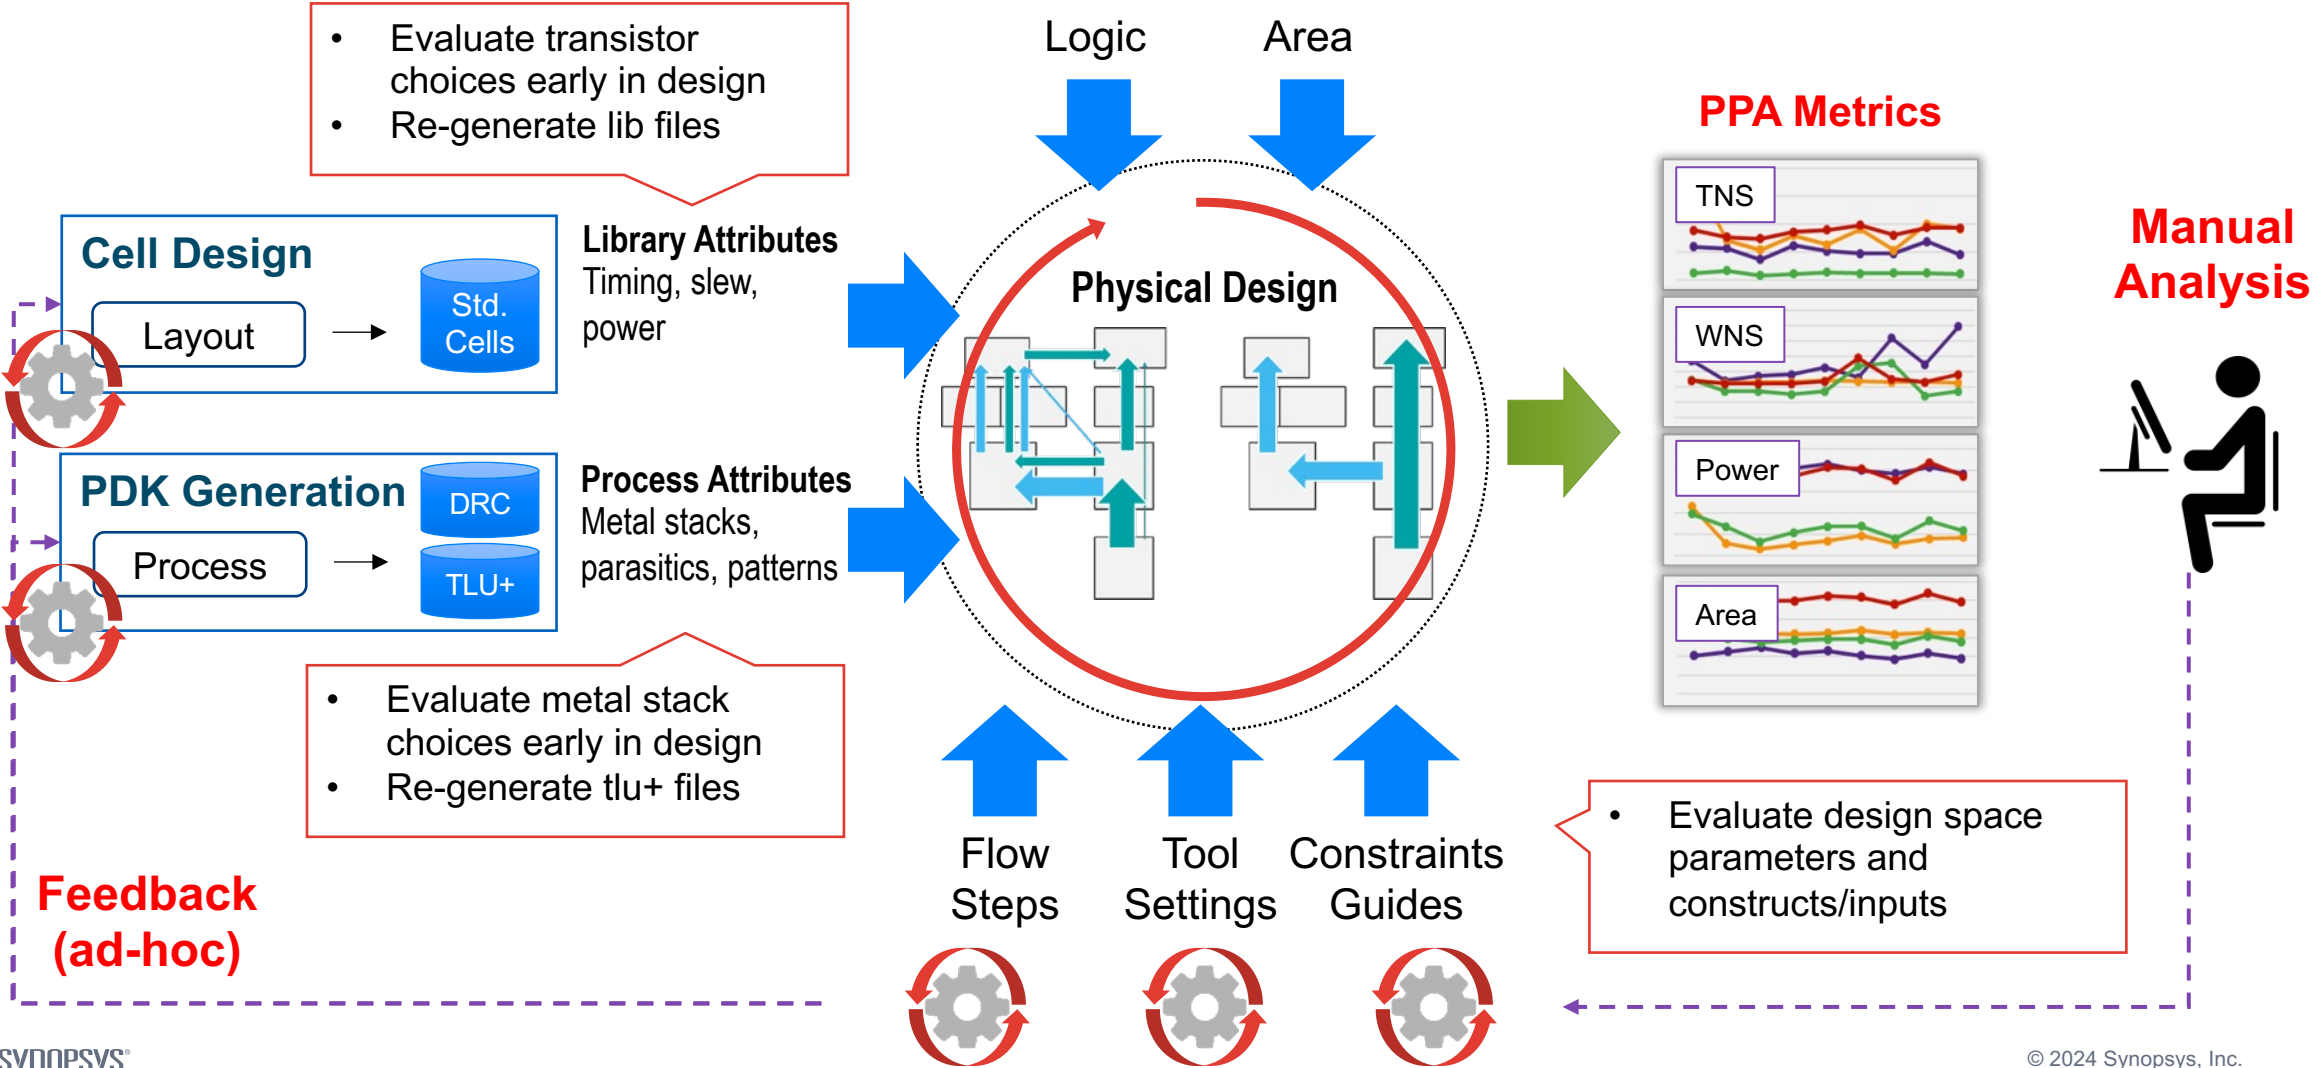 • Evaluate transistor
choices early in design
• Re-generate lib files
Logic
Area
PPA Metrics
TNS
WNS
Power
Area
Manual
Analysis
Cell Design
Layout
Std.
Cells
Library Attributes
Timing, slew,
power
Physical Design
PDK Generation
Process
DRC
TLU+
Process Attributes
Metal stacks,
parasitics, patterns
• Evaluate metal stack
choices early in design
• Re-generate tlu+ files
Flow
Steps
Tool
Settings
Constraints
Guides
• Evaluate design space
parameters and
constructs/inputs
Feedback
(ad-hoc)
SYNOPSYS®
© 2024 Synopsys, Inc.